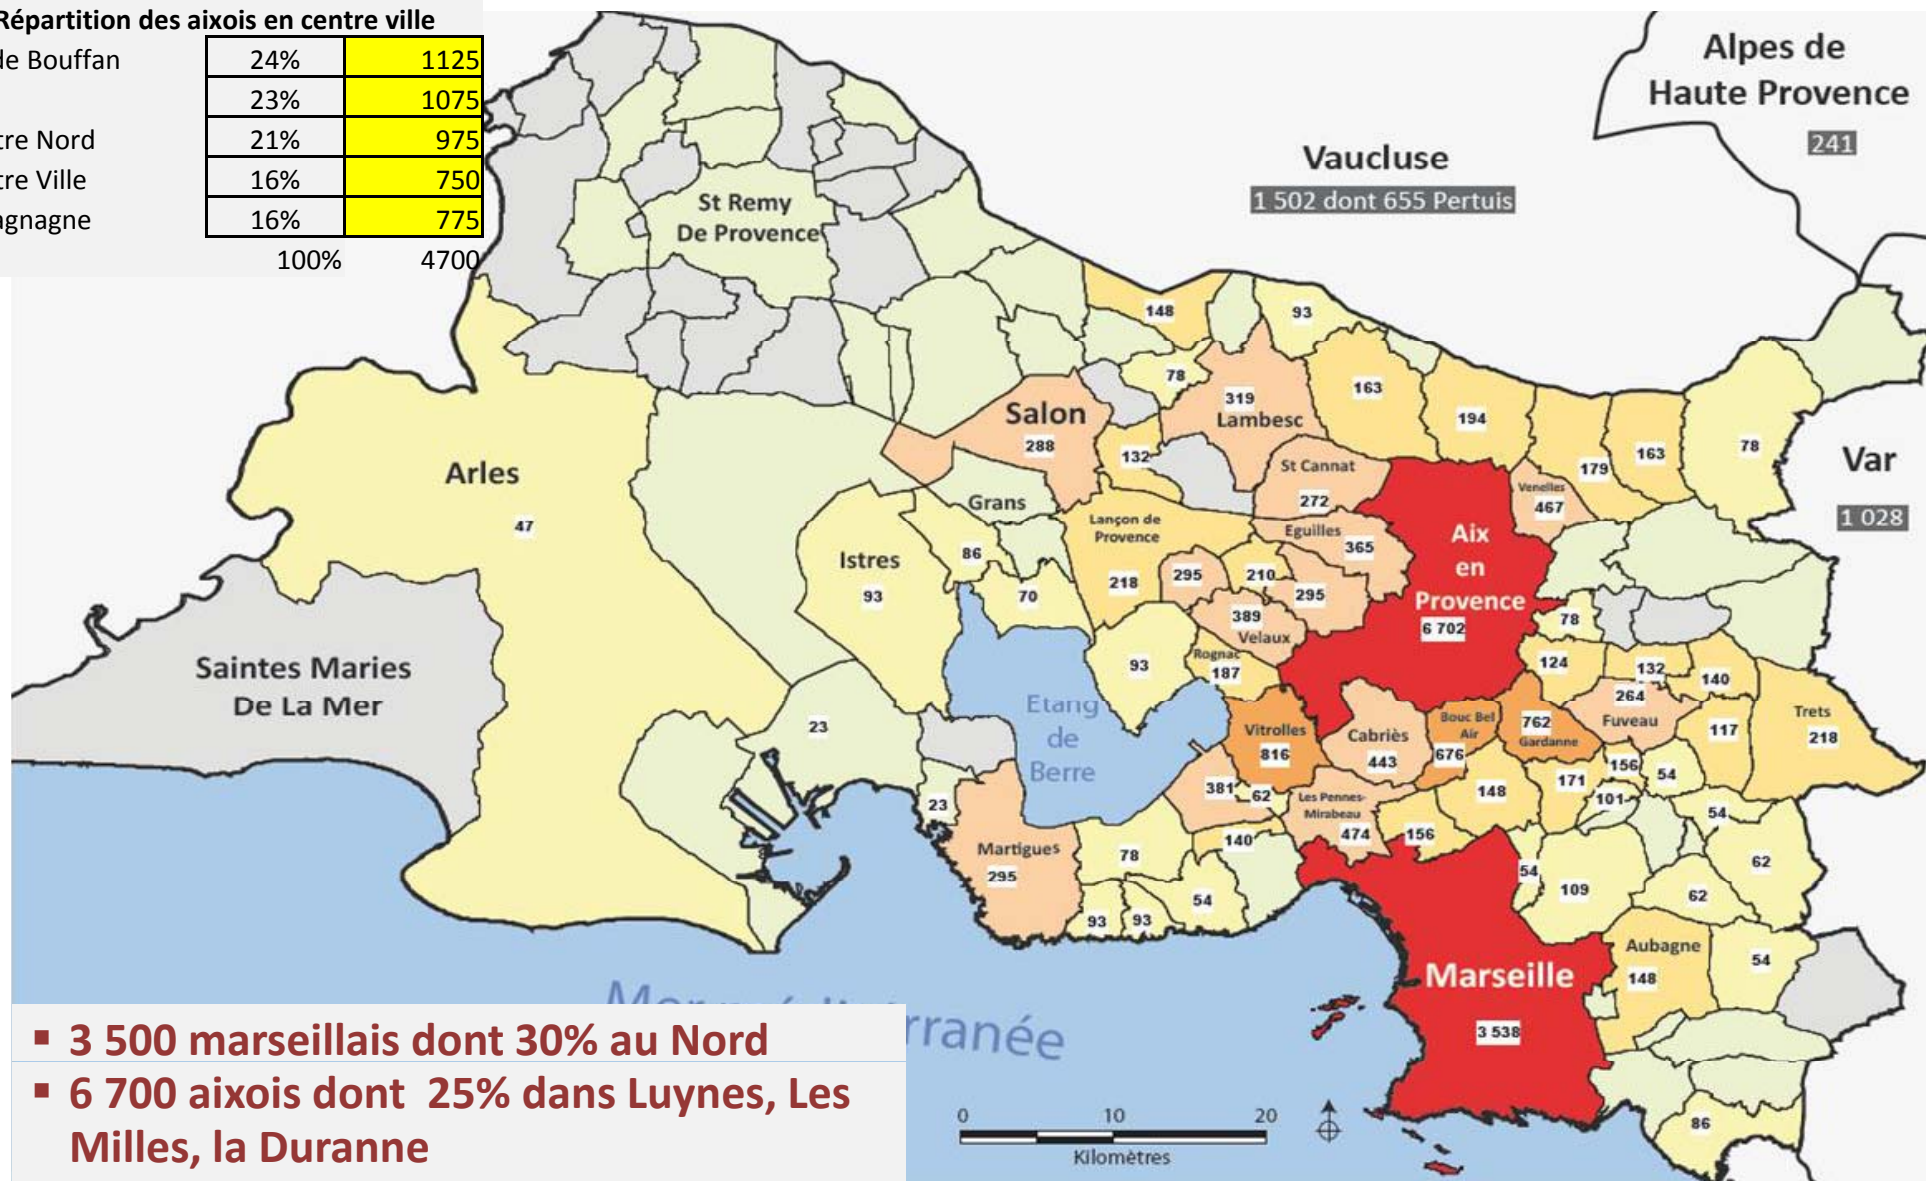 Répartition des aixois en centre ville
de Bouffan 24% 1125
23% 1075
tre Nord 21% 975
tre Ville 16% 750
agnagne 16% 775
100% 4700
Alpes de
Haute Provence
241
Vaucluse
1 502 dont 655 Pertuis
St Remy
De Provence
148
93
78
319
Lambesc
163
194
179
163
78
Var
1 028
Salon
288
132
St Cannat
272
Venelles
467
Arles
47
Grans
Lançon de
Provence
218
Eguilles
365
Aix
en
Provence
6 702
Istres
93
86
70
295
210
295
389
Velaux
78
Saintes Maries
De La Mer
93
Rognac
187
124
132
140
264
Fuveau
Trets
218
117
23
Etang
de
Berre
Vitrolles
816
Cabriès
443
Bouc Bel
Air
676
762
Gardanne
156
54
171
101
148
381
62
Les Pennes-
Mirabeau
474
156
23
Martigues
295
78
140
54
93
93
54
109
54
62
62
Aubagne
148
54
Marseille
3 538
86
rranée
▪ 3 500 marseillais dont 30% au Nord
▪ 6 700 aixois dont 25% dans Luynes, Les
Milles, la Duranne
0 10 20
Kilomètres